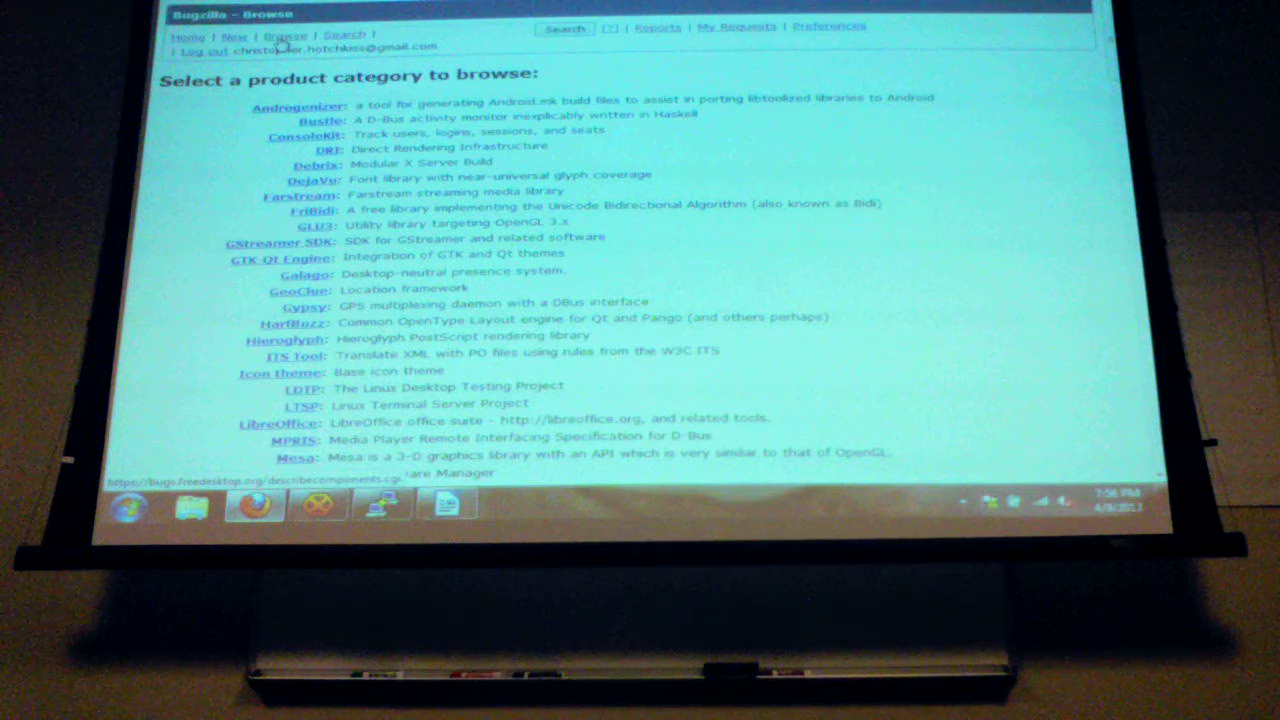 Bugzilla – Browse
Home | New | Browse | Search | Search [?] | Reports | My Requests | Preferences
| Log out christopher.hotchkiss@gmail.com
Select a product category to browse:
Androgenizer: a tool for generating Android.mk build files to assist in porting libtoolized libraries to Android
Bustle: A D-Bus activity monitor inexplicably written in Haskell
ConsoleKit: Track users, logins, sessions, and seats
DRI: Direct Rendering Infrastructure
Debrix: Modular X Server Build
DejaVu: Font library with near-universal glyph coverage
Farstream: Farstream streaming media library
FriBidi: A free library implementing the Unicode Bidirectional Algorithm (also known as Bidi)
GLU3: Utility library targeting OpenGL 3.x
GStreamer SDK: SDK for GStreamer and related software
GTK Qt Engine: Integration of GTK and Qt themes
Galago: Desktop-neutral presence system.
GeoClue: Location framework
Gypsy: GPS multiplexing daemon with a DBus interface
HarfBuzz: Common OpenType Layout engine for Qt and Pango (and others perhaps)
Hieroglyph: Hieroglyph PostScript rendering library
ITS Tool: Translate XML with PO files using rules from the W3C ITS
Icon theme: Base icon theme
LDTP: The Linux Desktop Testing Project
LTSP: Linux Terminal Server Project
LibreOffice: LibreOffice office suite - http://libreoffice.org, and related tools.
MPRIS: Media Player Remote Interfacing Specification for D-Bus
Mesa: Mesa is a 3-D graphics library with an API which is very similar to that of OpenGL.
https://bugs.freedesktop.org/describecomponents.cgi Manager
7:56 PM
4/9/2013